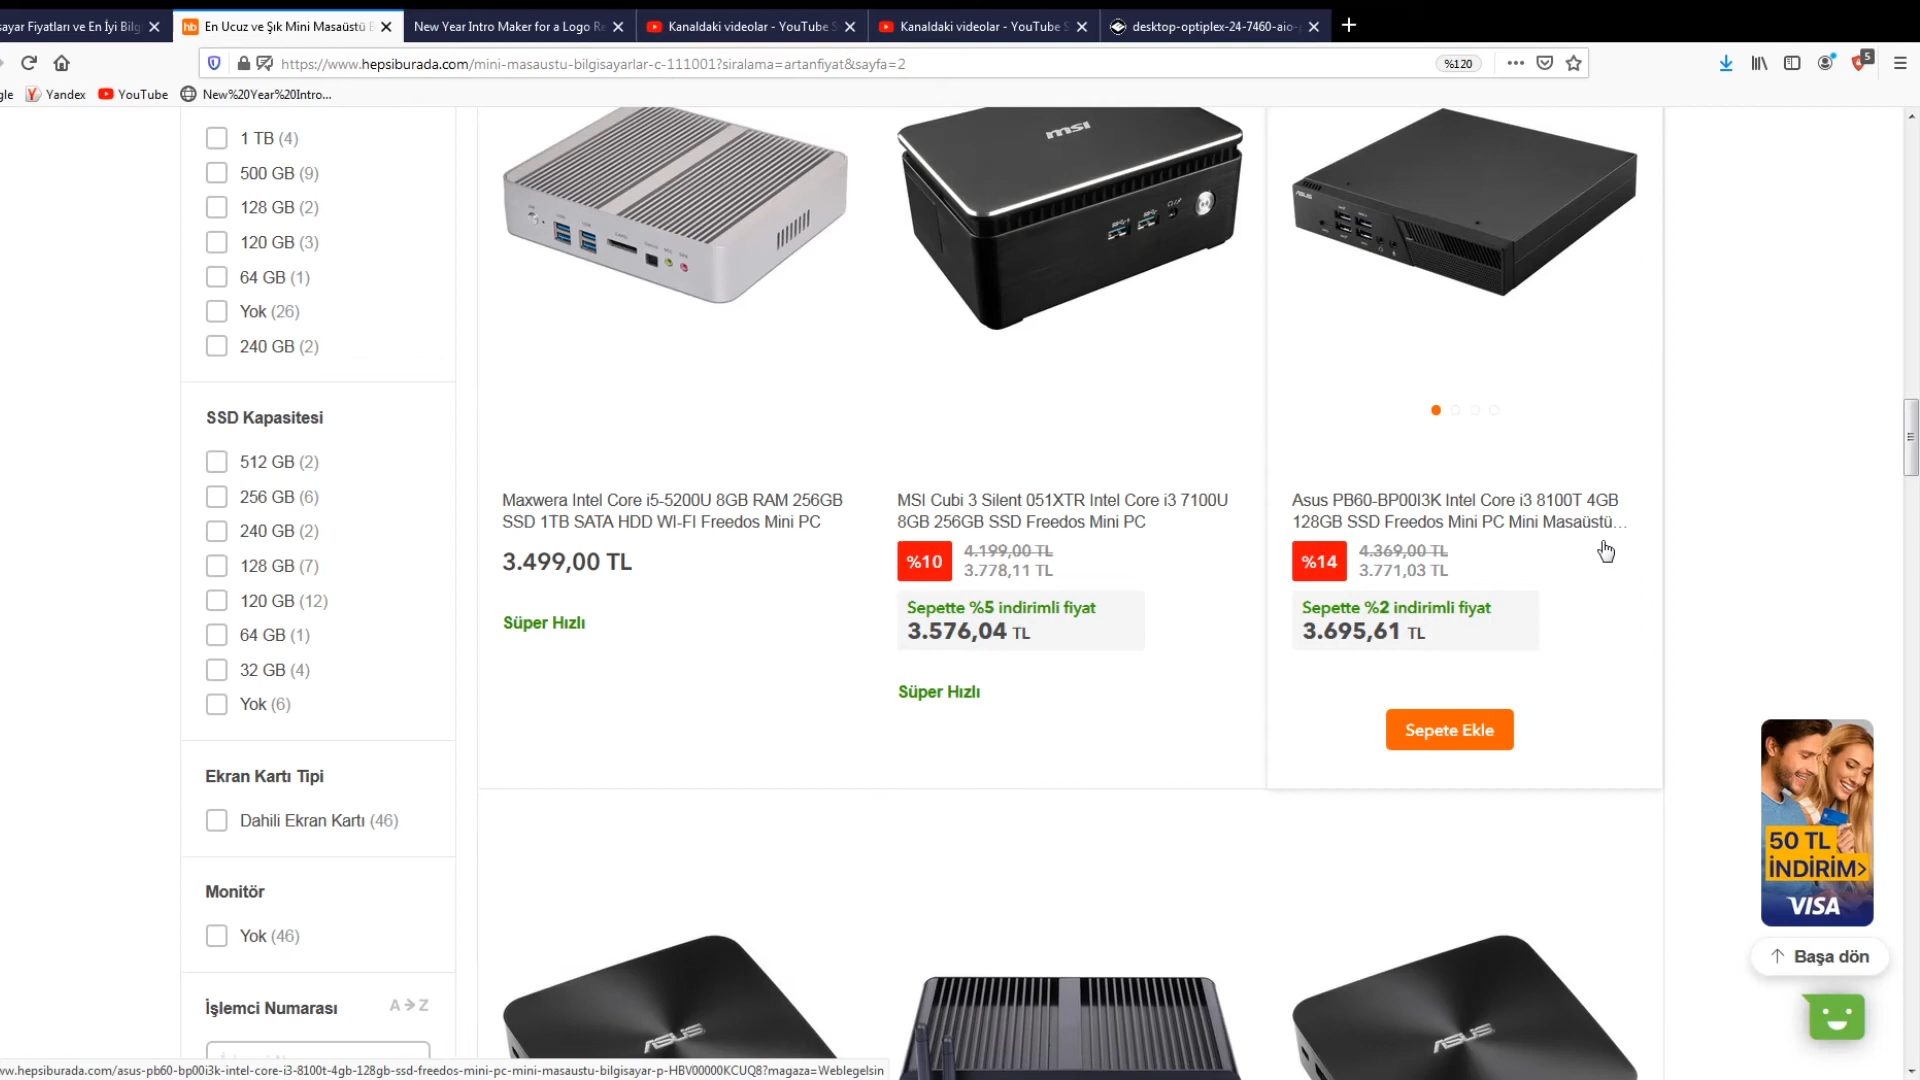 ayar Fiyatları ve En İyi Bilg
En Ucuz ve Şık Mini Masaüstü B
New Year Intro Maker for a Logo Re
Kanaldaki videolar - YouTube S
Kanaldaki videolar - YouTube S
desktop-optiplex-24-7460-aio-
https://www.hepsiburada.com/mini-masaustu-bilgisayarlar-c-111001?siralama=artanfiyat&sayfa=2
%120
5
gle
Yandex
YouTube
New%20Year%20Intro...
1 TB (4)
500 GB (9)
128 GB (2)
120 GB (3)
64 GB (1)
Yok (26)
240 GB (2)
SSD Kapasitesi
512 GB (2)
256 GB (6)
240 GB (2)
128 GB (7)
120 GB (12)
64 GB (1)
32 GB (4)
Yok (6)
Ekran Kartı Tipi
Dahili Ekran Kartı (46)
Monitör
Yok (46)
İşlemci Numarası
A→Z
Maxwera Intel Core i5-5200U 8GB RAM 256GB
SSD 1TB SATA HDD WI-FI Freedos Mini PC
3.499,00 TL
Süper Hızlı
msi
MSI Cubi 3 Silent 051XTR Intel Core i3 7100U
8GB 256GB SSD Freedos Mini PC
%10
4.199,00 TL
3.778,11 TL
Sepette %5 indirimli fiyat
3.576,04 TL
Süper Hızlı
ASUS
Asus PB60-BP00I3K Intel Core i3 8100T 4GB
128GB SSD Freedos Mini PC Mini Masaüstü...
%14
4.369,00 TL
3.771,03 TL
Sepette %2 indirimli fiyat
3.695,61 TL
Sepete Ekle
ASUS
ASUS
50 TL
İNDİRİM>
VISA
Başa dön
ww.hepsiburada.com/asus-pb60-bp00i3k-intel-core-i3-8100t-4gb-128gb-ssd-freedos-mini-pc-mini-masaustu-bilgisayar-p-HBV00000KCUQ8?magaza=Weblegelsin